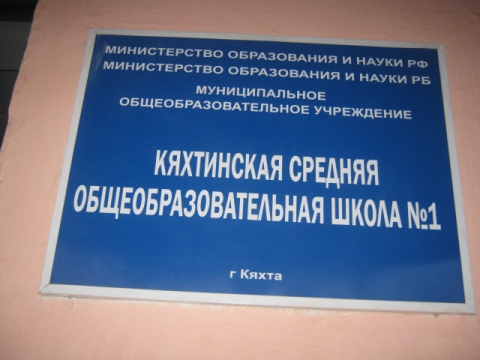 МИНИСТЕРСТВО ОБРАЗОВАНИЯ И НАУКИ РФ
МИНИСТЕРСТВО ОБРАЗОВАНИЯ И НАУКИ РБ
МУНИЦИПАЛЬНОЕ
ОБЩЕОБРАЗОВАТЕЛЬНОЕ УЧРЕЖДЕНИЕ
КЯХТИНСКАЯ СРЕДНЯЯ
ОБЩЕОБРАЗОВАТЕЛЬНАЯ ШКОЛА №1
г Кяхта